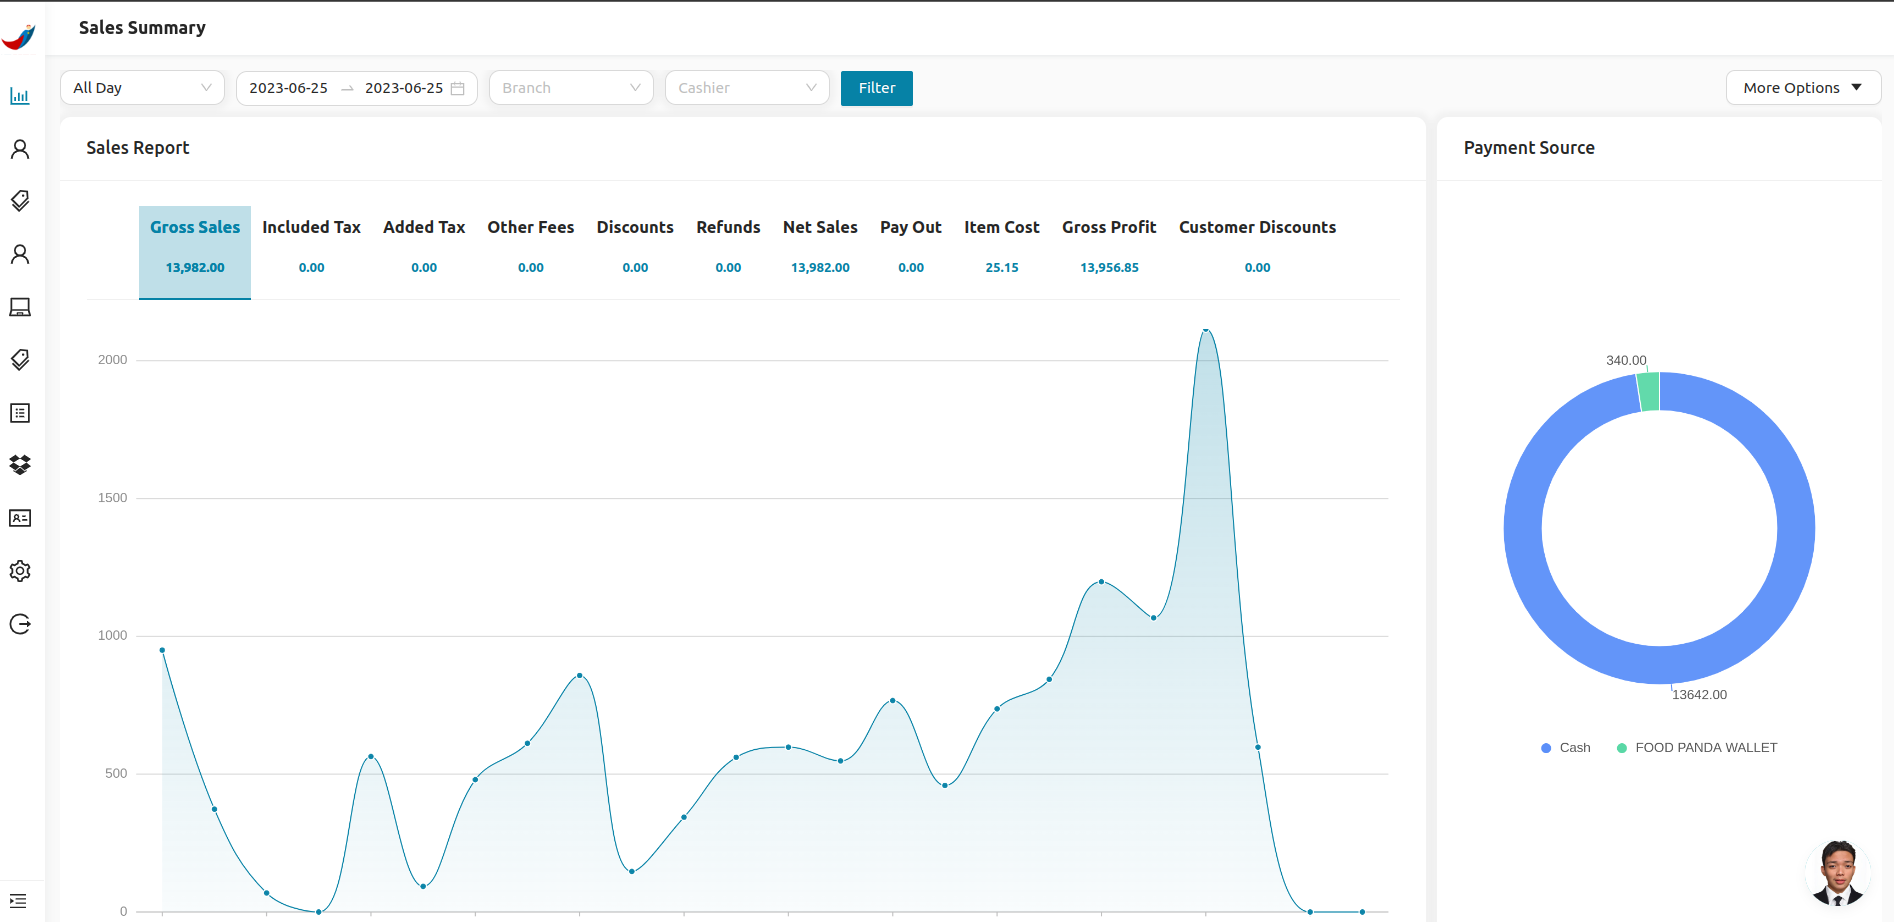 Sales Summary
All Day
2023-06-25 2023-06-25
Branch
Cashier
Filter
More Options
Sales Report
Gross Sales Included Tax Added Tax Other Fees Discounts Refunds Net Sales Pay Out Item Cost Gross Profit Customer Discounts
13,982.00 0.00 0.00 0.00 0.00 0.00 13,982.00 0.00 25.15 13,956.85 0.00
2000
1500
1000
500
0
Payment Source
340.00
13642.00
Cash FOOD PANDA WALLET